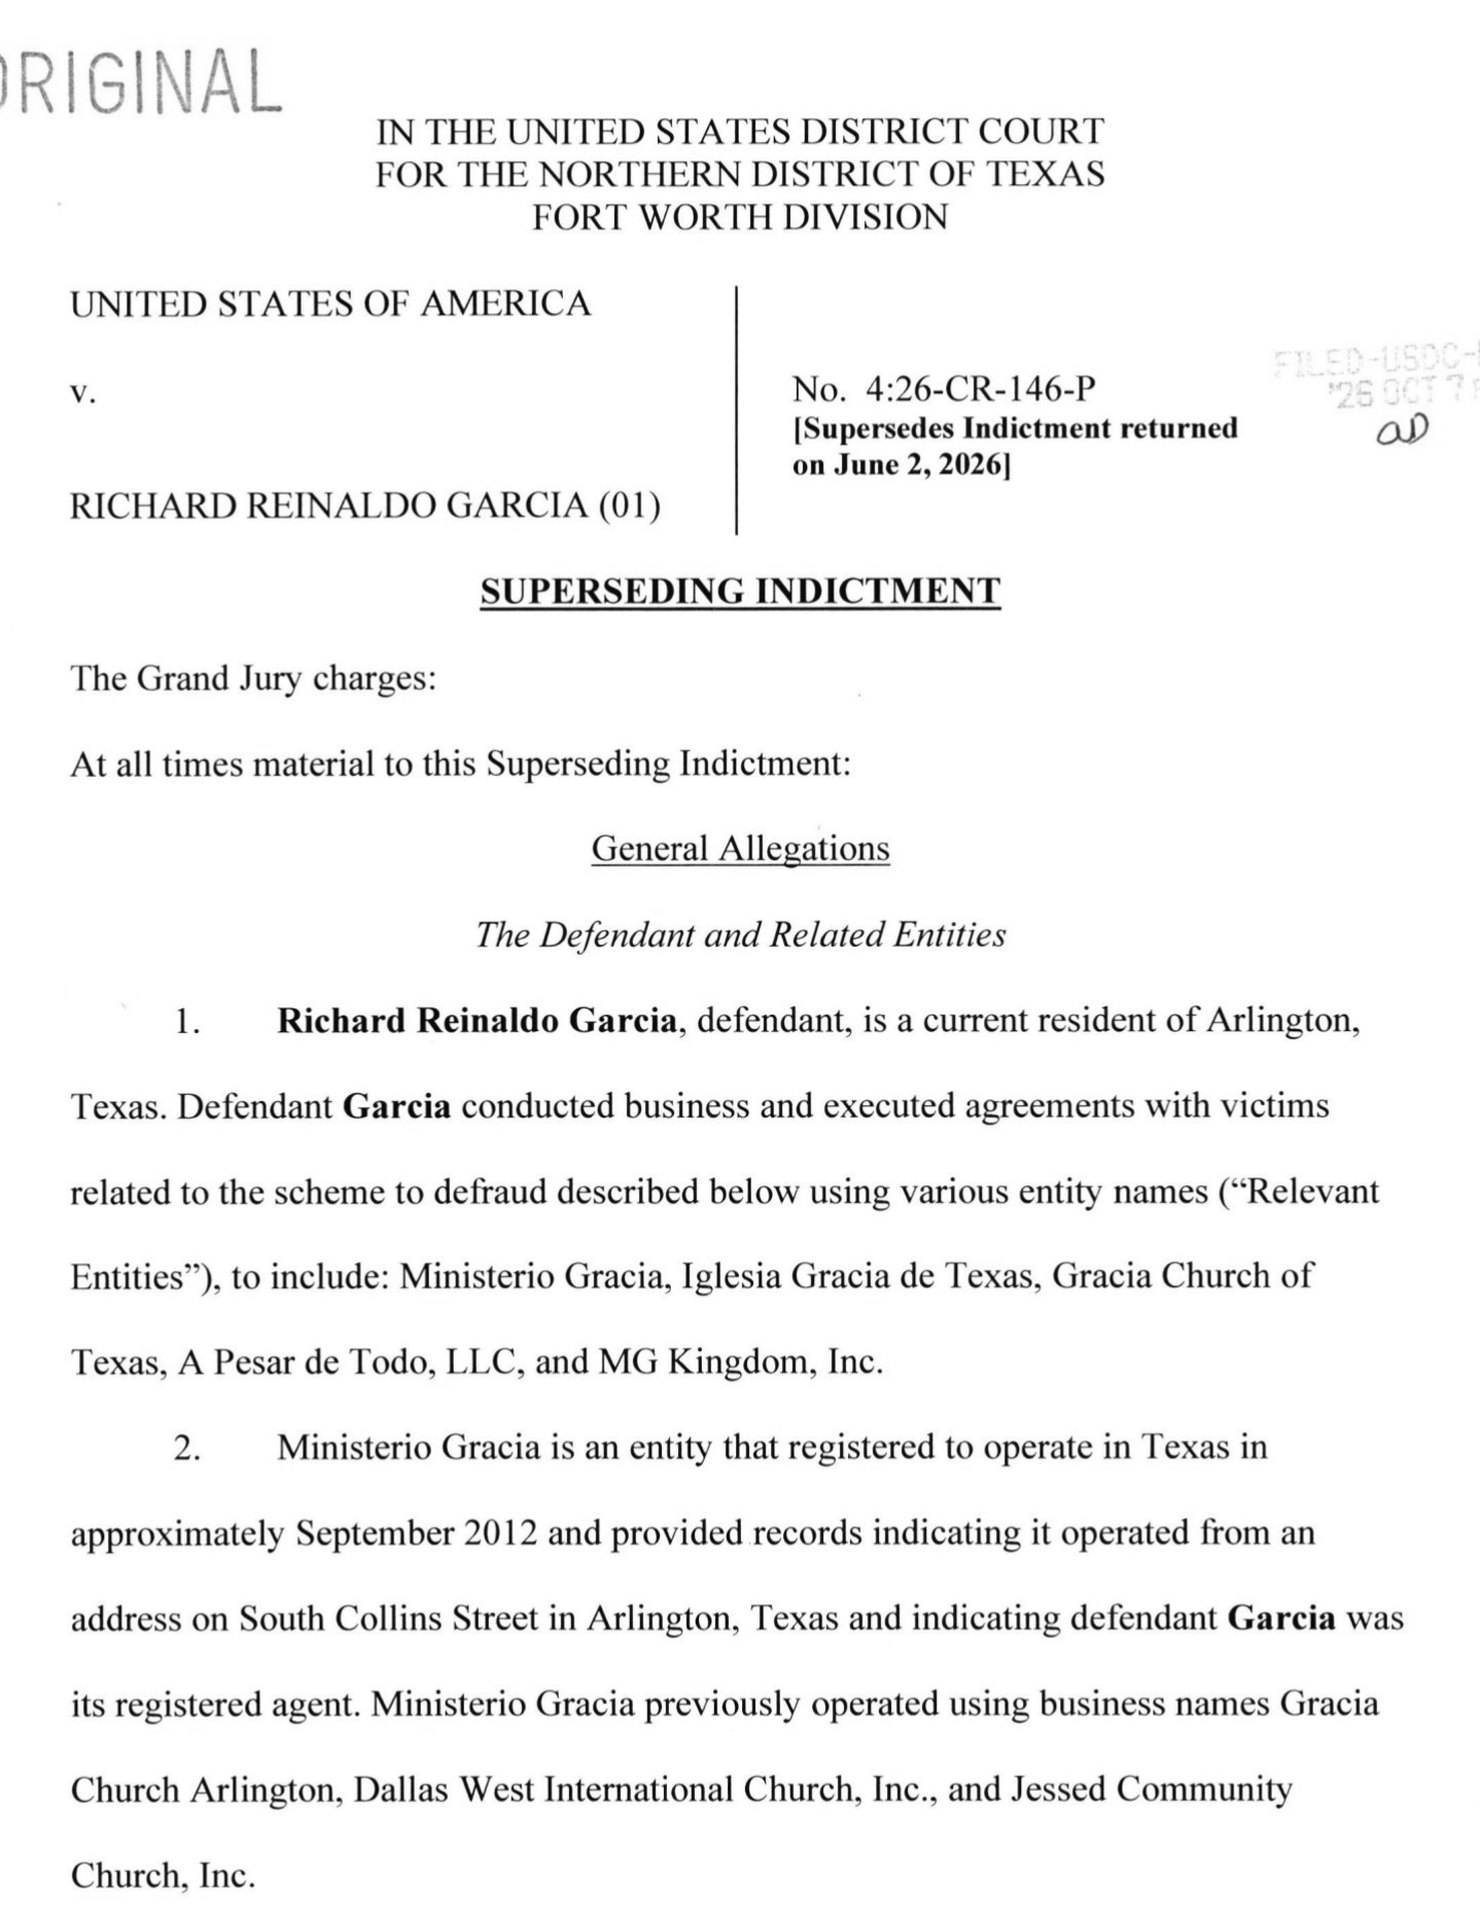 ORIGINAL
IN THE UNITED STATES DISTRICT COURT
FOR THE NORTHERN DISTRICT OF TEXAS
FORT WORTH DIVISION
UNITED STATES OF AMERICA
v.
RICHARD REINALDO GARCIA (01)
No. 4:26-CR-146-P
[Supersedes Indictment returned
on June 2, 2026]
FILED-USDC-
'26 OCT 7
SUPERSEDING INDICTMENT
The Grand Jury charges:
At all times material to this Superseding Indictment:
General Allegations
The Defendant and Related Entities
1. Richard Reinaldo Garcia, defendant, is a current resident of Arlington,
Texas. Defendant Garcia conducted business and executed agreements with victims
related to the scheme to defraud described below using various entity names (“Relevant
Entities”), to include: Ministerio Gracia, Iglesia Gracia de Texas, Gracia Church of
Texas, A Pesar de Todo, LLC, and MG Kingdom, Inc.
2. Ministerio Gracia is an entity that registered to operate in Texas in
approximately September 2012 and provided records indicating it operated from an
address on South Collins Street in Arlington, Texas and indicating defendant Garcia was
its registered agent. Ministerio Gracia previously operated using business names Gracia
Church Arlington, Dallas West International Church, Inc., and Jessed Community
Church, Inc.